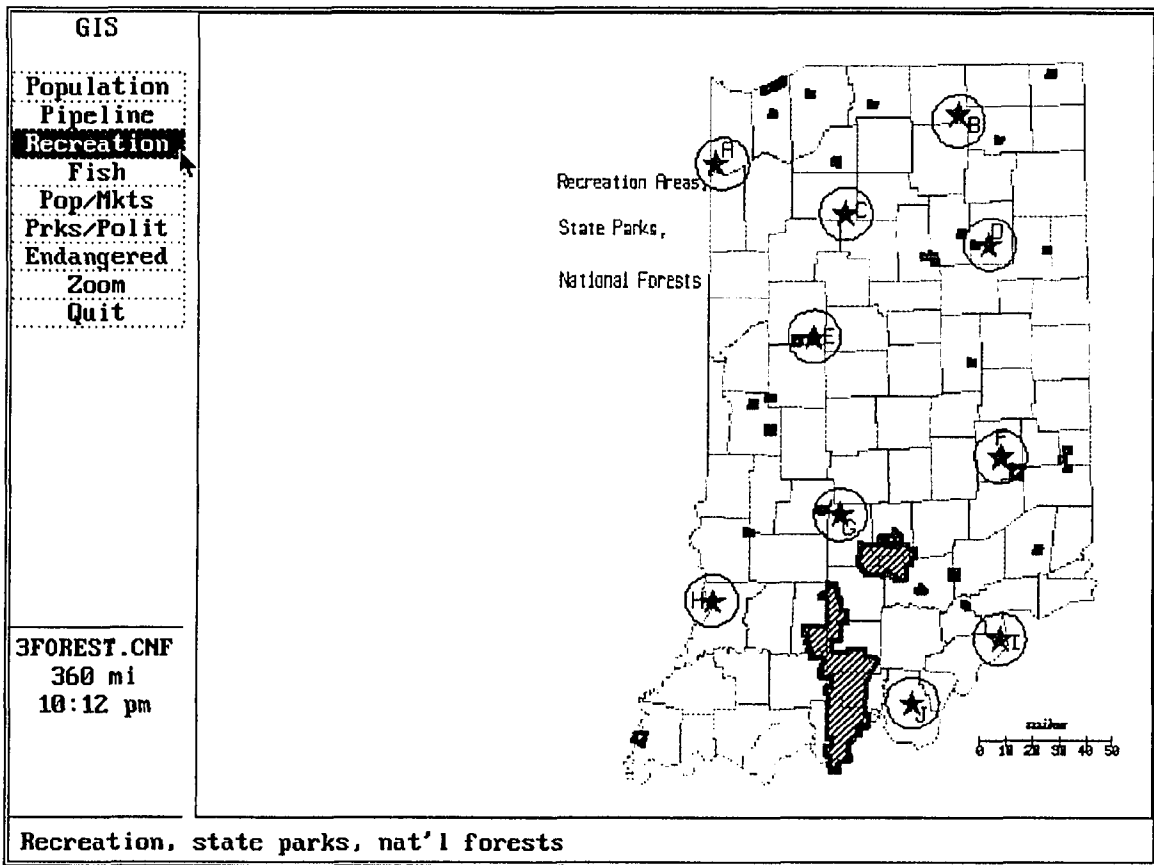 GIS
Population
Pipeline
Recreation
Fish
Pop/Mkts
Prks/Polit
Endangered
Zoom
Quit
3FOREST.CNF
360 mi
10:12 pm
Recreation Areas,
State Parks,
National Forests
A
B
C
D
E
F
G
H
I
J
miles
0 10 20 30 40 50
Recreation, state parks, nat'l forests